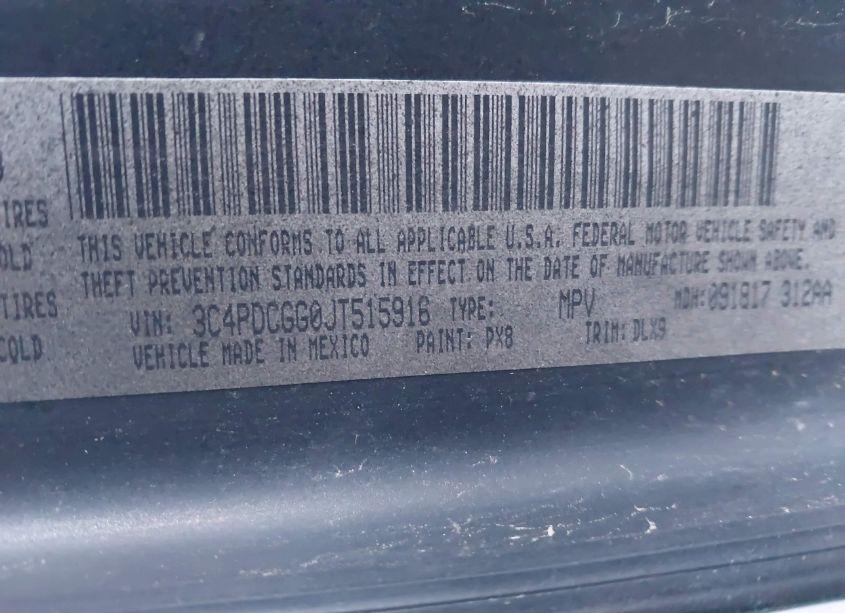 TIRES
COLD
TIRES
COLD
THIS VEHICLE CONFORMS TO ALL APPLICABLE U.S.A. FEDERAL MOTOR VEHICLE SAFETY AND
THEFT PREVENTION STANDARDS IN EFFECT ON THE DATE OF MANUFACTURE SHOWN ABOVE.
VIN: 3C4PDCGG0JT515916 TYPE: MPV MDH:091817 312AA
VEHICLE MADE IN MEXICO PAINT: PX8 TRIM:DLX9